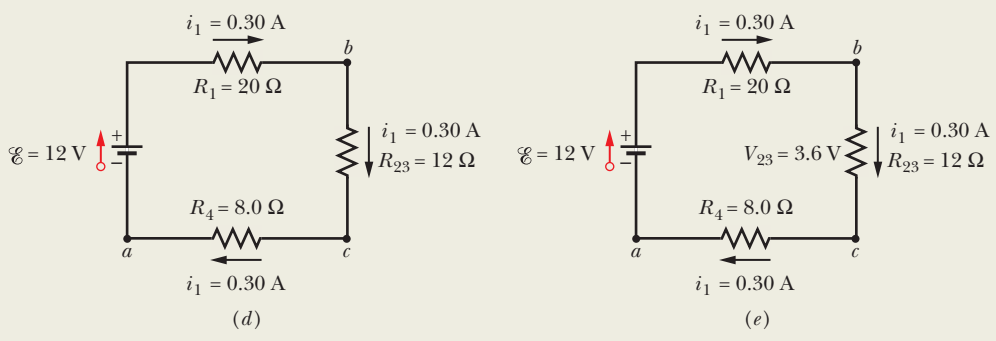 i₁ = 0.30 A
b
R₁ = 20 Ω
+
ℰ = 12 V
−
i₁ = 0.30 A
R₂₃ = 12 Ω
R₄ = 8.0 Ω
a
c
i₁ = 0.30 A
(d)
i₁ = 0.30 A
b
R₁ = 20 Ω
+
ℰ = 12 V
−
V₂₃ = 3.6 V
i₁ = 0.30 A
R₂₃ = 12 Ω
R₄ = 8.0 Ω
a
c
i₁ = 0.30 A
(e)